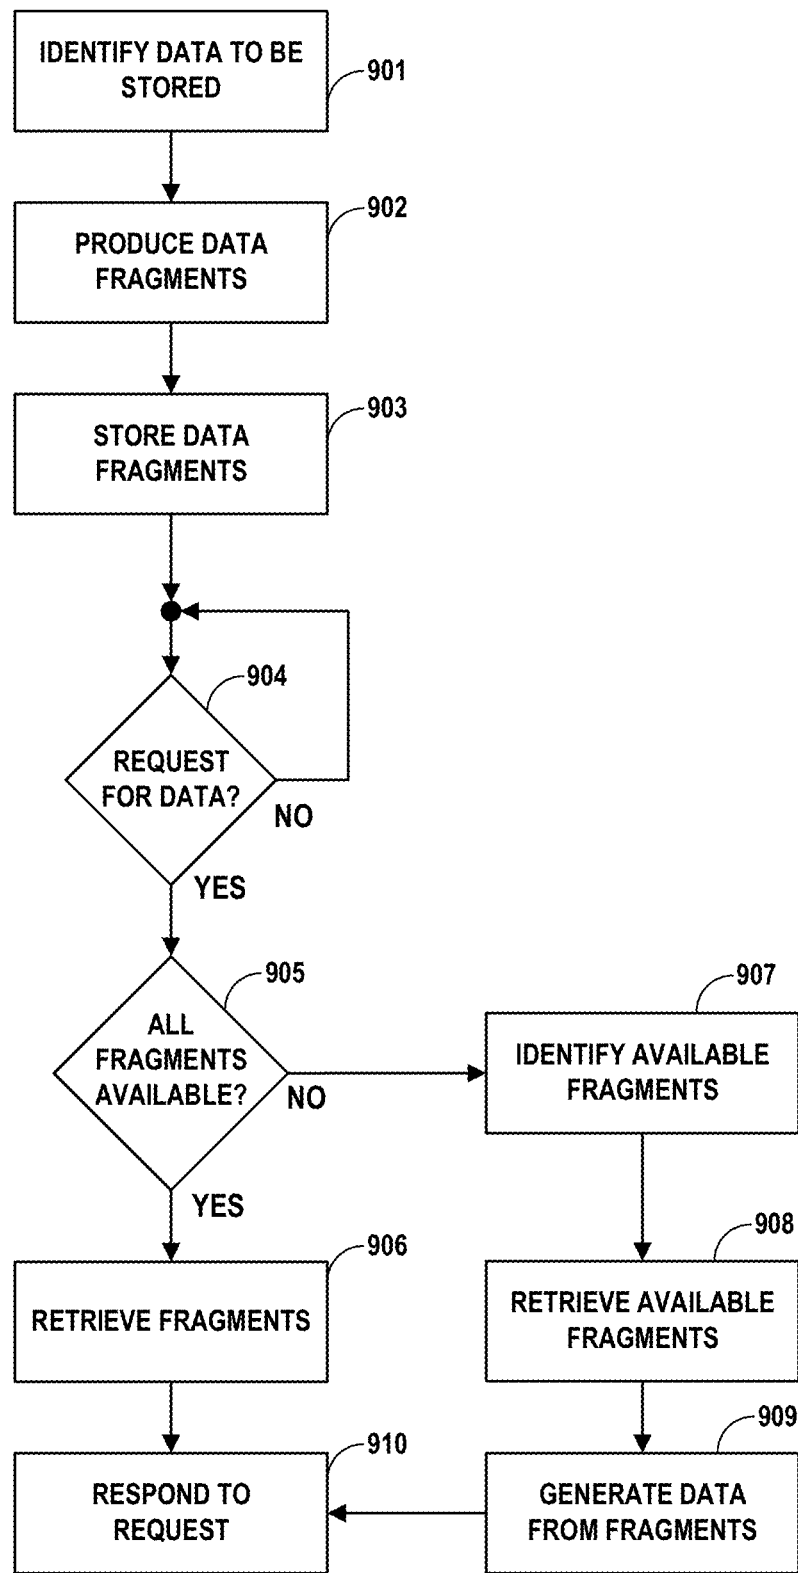 IDENTIFY DATA TO BE
STORED
901
902
PRODUCE DATA
FRAGMENTS
903
STORE DATA
FRAGMENTS
904
REQUEST
FOR DATA?
NO
YES
905
ALL
FRAGMENTS
AVAILABLE?
NO
YES
907
IDENTIFY AVAILABLE
FRAGMENTS
906
RETRIEVE FRAGMENTS
908
RETRIEVE AVAILABLE
FRAGMENTS
909
GENERATE DATA
FROM FRAGMENTS
910
RESPOND TO
REQUEST